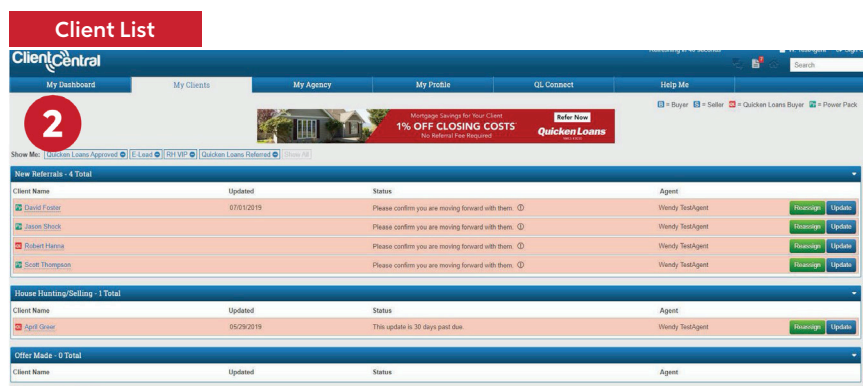 Client List
ClientCentral
Search
My Dashboard My Clients My Agency My Profile QL Connect Help Me
= Buyer = Seller = Quicken Loans Buyer = Power Pack
2
Mortgage Savings for Your Client
1% OFF CLOSING COSTS
No Referral Fee Required
Refer Now
Quicken Loans
Show Me: Quicken Loans Approved E-Lead RH VIP Quicken Loans Referred Show All
New Referrals - 4 Total
Client Name Updated Status Agent
David Foster 07/01/2019 Please confirm you are moving forward with them. Wendy TestAgent Reassign Update
Jason Shock Please confirm you are moving forward with them. Wendy TestAgent Reassign Update
Robert Hanna Please confirm you are moving forward with them. Wendy TestAgent Reassign Update
Scott Thompson Please confirm you are moving forward with them. Wendy TestAgent Reassign Update
House Hunting/Selling - 1 Total
Client Name Updated Status Agent
April Greer 05/29/2019 This update is 30 days past due. Wendy TestAgent Reassign Update
Offer Made - 0 Total
Client Name Updated Status Agent